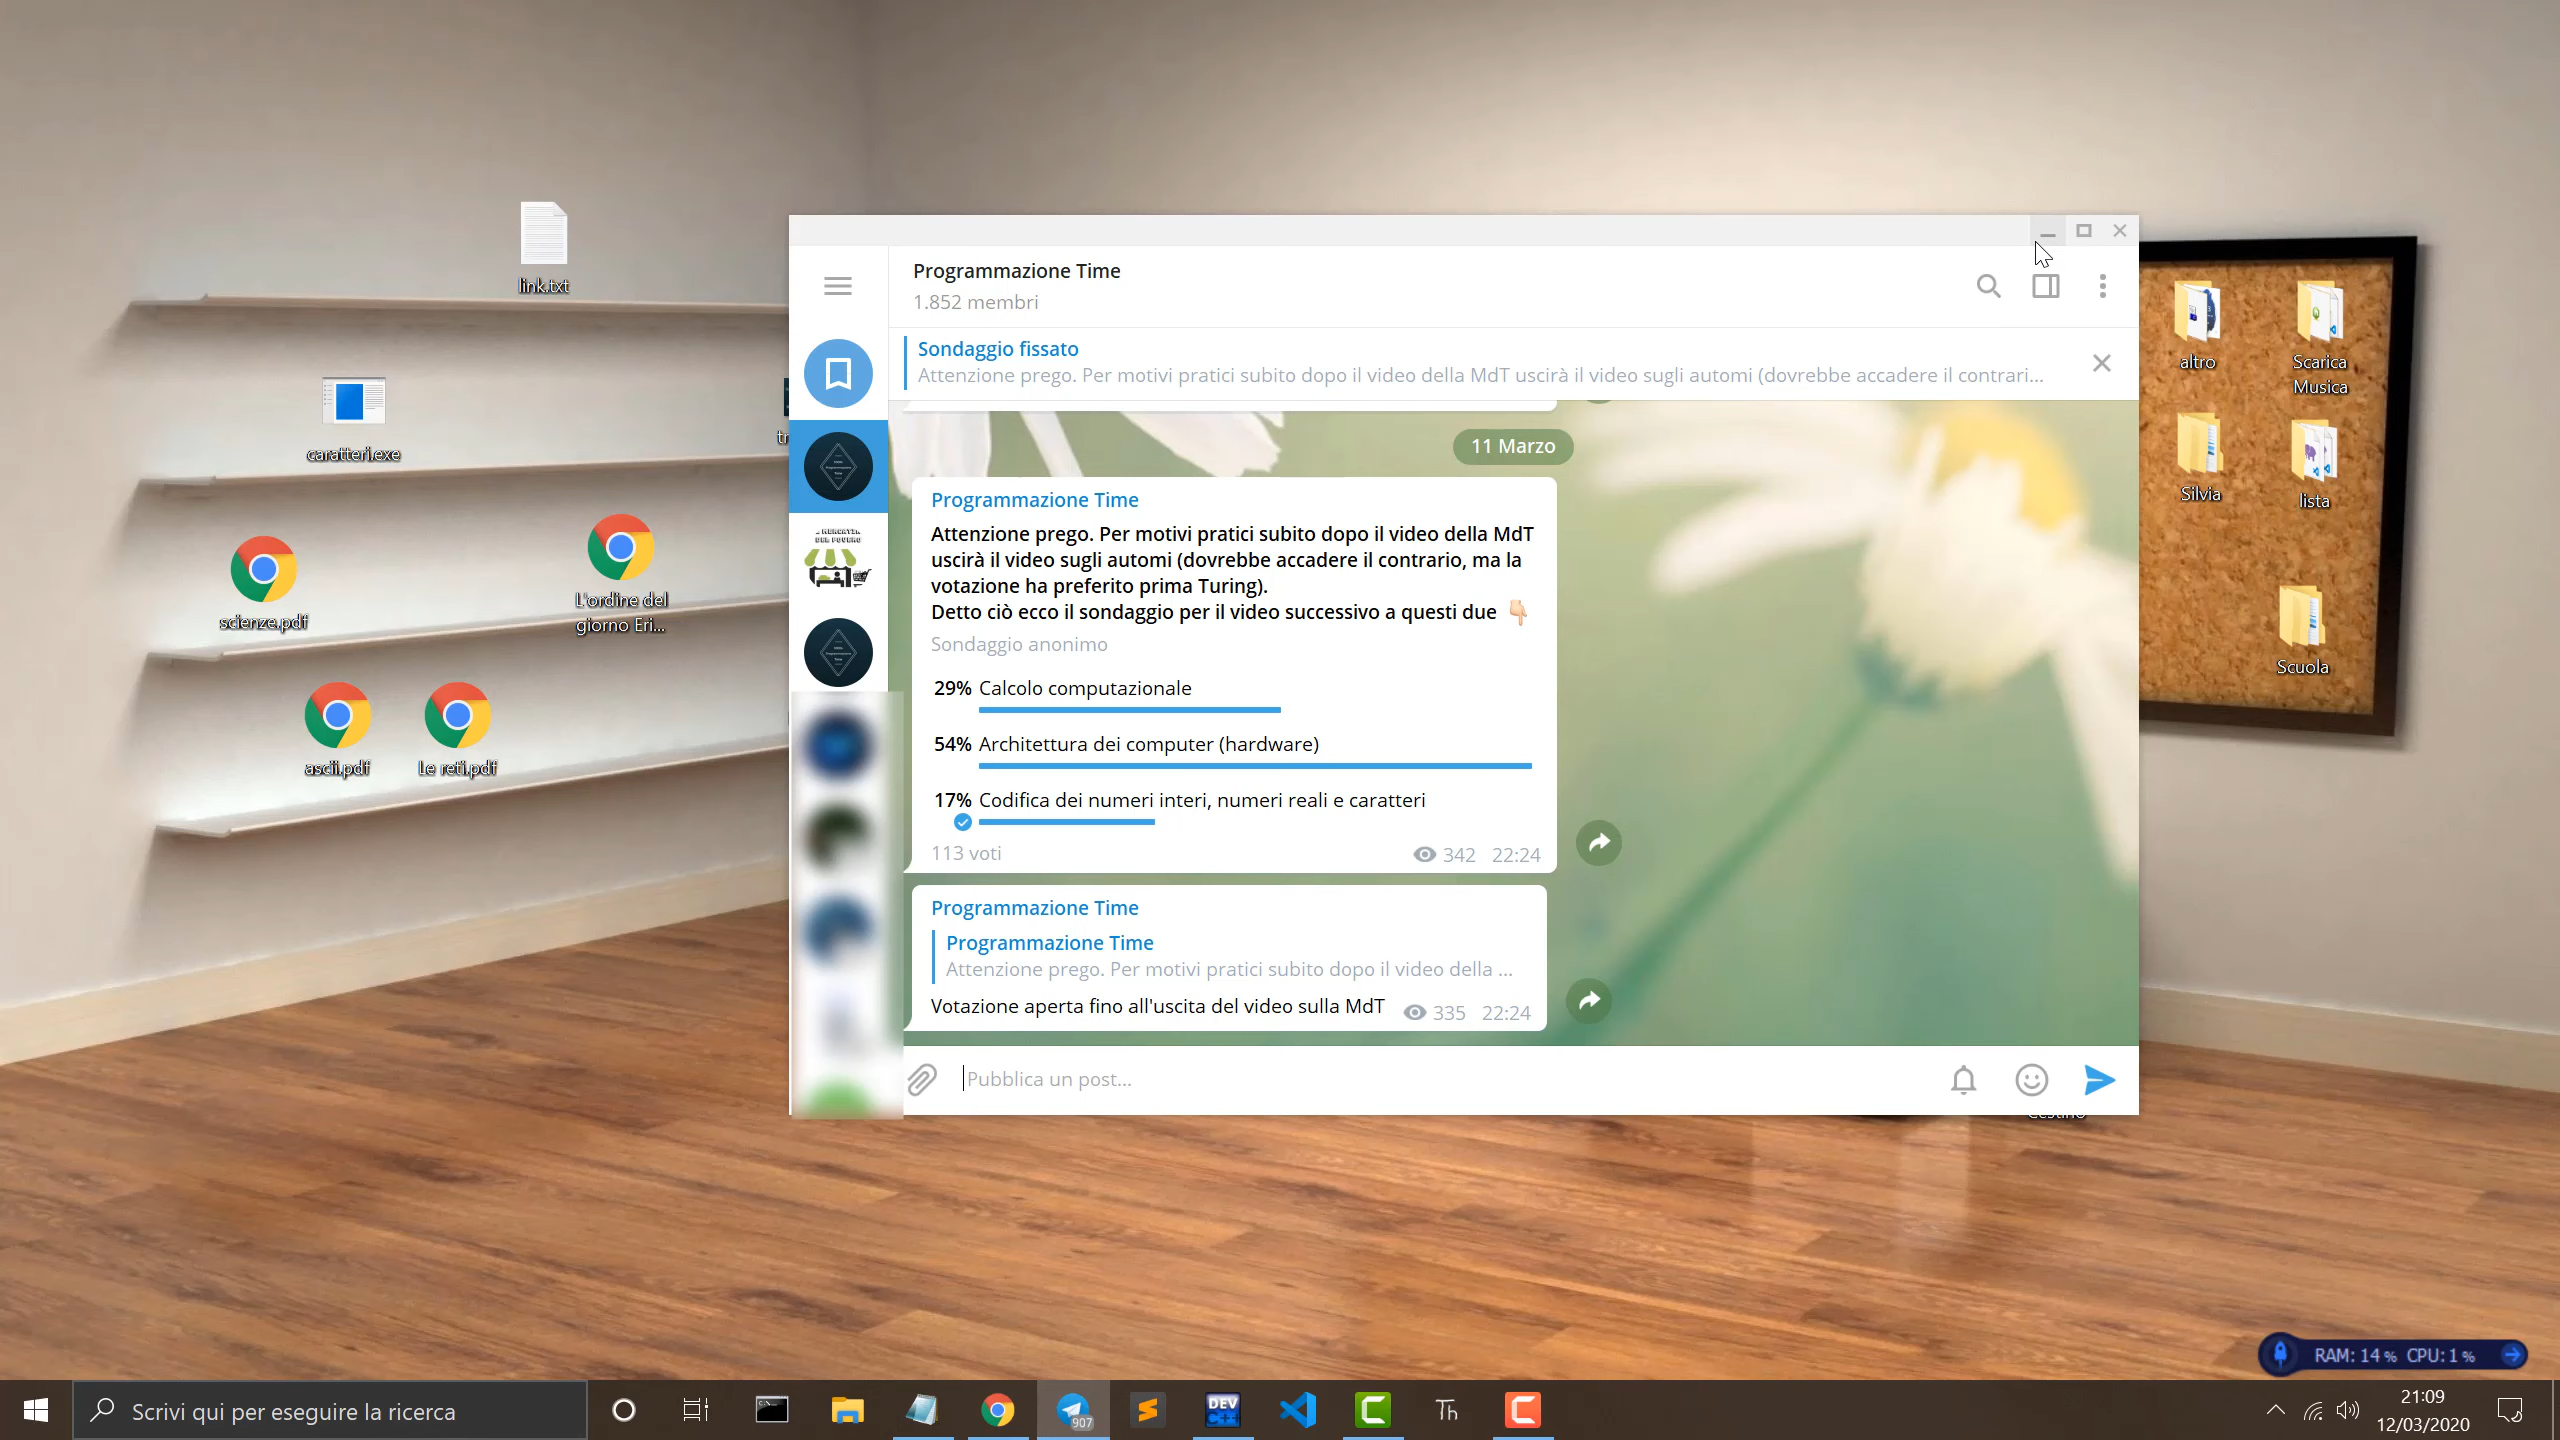 link.txt
caratteri.exe
scienze.pdf
L'ordine del
giorno Eri...
ascii.pdf
Le reti.pdf
Programmazione Time
1.852 membri
Sondaggio fissato
Attenzione prego. Per motivi pratici subito dopo il video della MdT uscirà il video sugli automi (dovrebbe accadere il contrari...
11 Marzo
Programmazione Time
Attenzione prego. Per motivi pratici subito dopo il video della MdT
uscirà il video sugli automi (dovrebbe accadere il contrario, ma la
votazione ha preferito prima Turing).
Detto ciò ecco il sondaggio per il video successivo a questi due 👇🏻
Sondaggio anonimo
29% Calcolo computazionale
54% Architettura dei computer (hardware)
17% Codifica dei numeri interi, numeri reali e caratteri
113 voti
342 22:24
Programmazione Time
Programmazione Time
Attenzione prego. Per motivi pratici subito dopo il video della ...
Votazione aperta fino all'uscita del video sulla MdT
335 22:24
Pubblica un post...
altro
Scarica
Musica
Silvia
lista
Scuola
Cestino
RAM: 14 % CPU: 1 %
Scrivi qui per eseguire la ricerca
907
DEV
C++
Th
21:09
12/03/2020